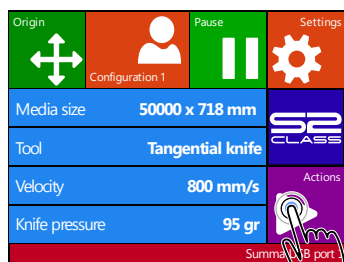 Origin
Configuration 1
Pause
Settings
Media size 50000 x 718 mm
S2
CLASS
Tool Tangential knife
Velocity 800 mm/s
Actions
Knife pressure 95 gr
port